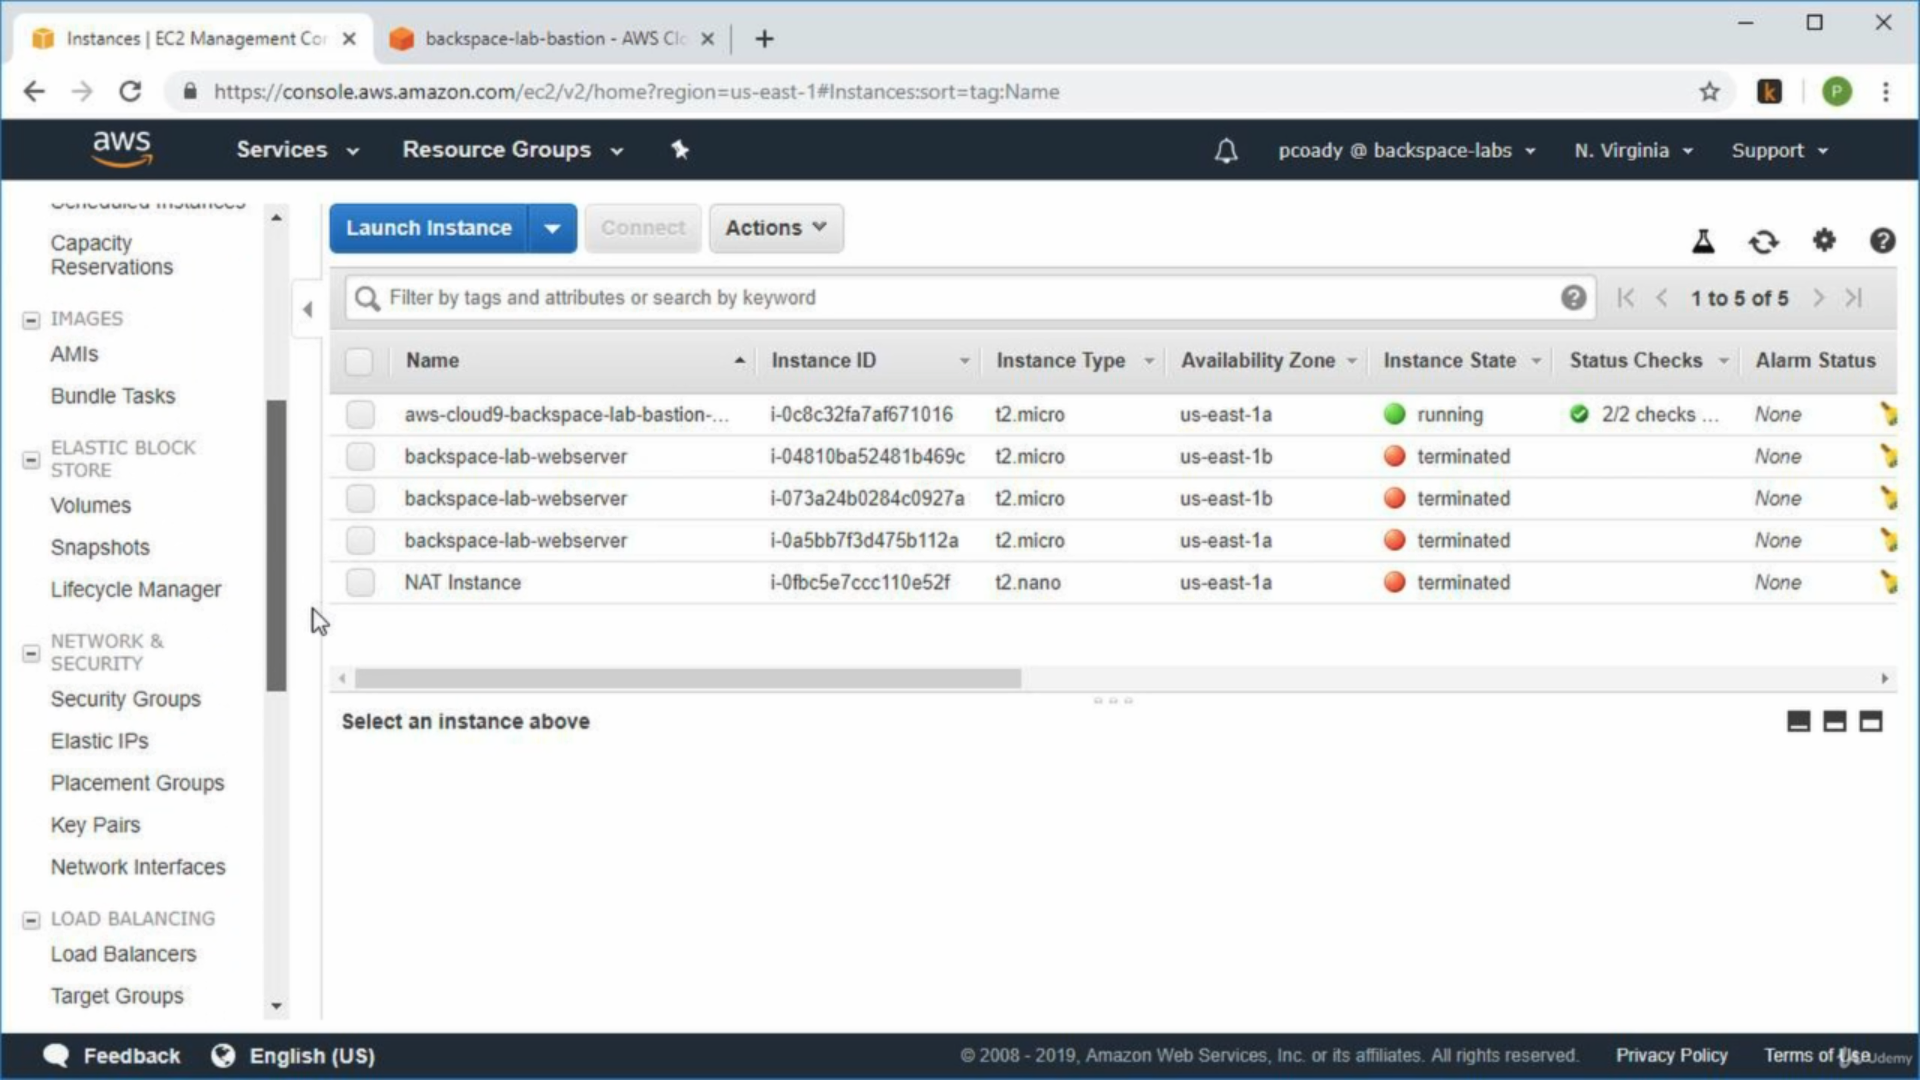 Instances | EC2 Management Cor
backspace-lab-bastion - AWS Clo
https://console.aws.amazon.com/ec2/v2/home?region=us-east-1#Instances:sort=tag:Name
k
P
aws
Services
Resource Groups
pcoady @ backspace-labs
N. Virginia
Support
Scheduled Instances
Capacity
Reservations
IMAGES
AMIs
Bundle Tasks
ELASTIC BLOCK
STORE
Volumes
Snapshots
Lifecycle Manager
NETWORK &
SECURITY
Security Groups
Elastic IPs
Placement Groups
Key Pairs
Network Interfaces
LOAD BALANCING
Load Balancers
Target Groups
Launch Instance
Connect
Actions
Filter by tags and attributes or search by keyword
1 to 5 of 5
Name Instance ID Instance Type Availability Zone Instance State Status Checks Alarm Status
aws-cloud9-backspace-lab-bastion-... i-0c8c32fa7af671016 t2.micro us-east-1a running 2/2 checks ... None
backspace-lab-webserver i-04810ba52481b469c t2.micro us-east-1b terminated None
backspace-lab-webserver i-073a24b0284c0927a t2.micro us-east-1b terminated None
backspace-lab-webserver i-0a5bb7f3d475b112a t2.micro us-east-1a terminated None
NAT Instance i-0fbc5e7ccc110e52f t2.nano us-east-1a terminated None
Select an instance above
Feedback
English (US)
© 2008 - 2019, Amazon Web Services, Inc. or its affiliates. All rights reserved.
Privacy Policy
Terms of Use
Udemy